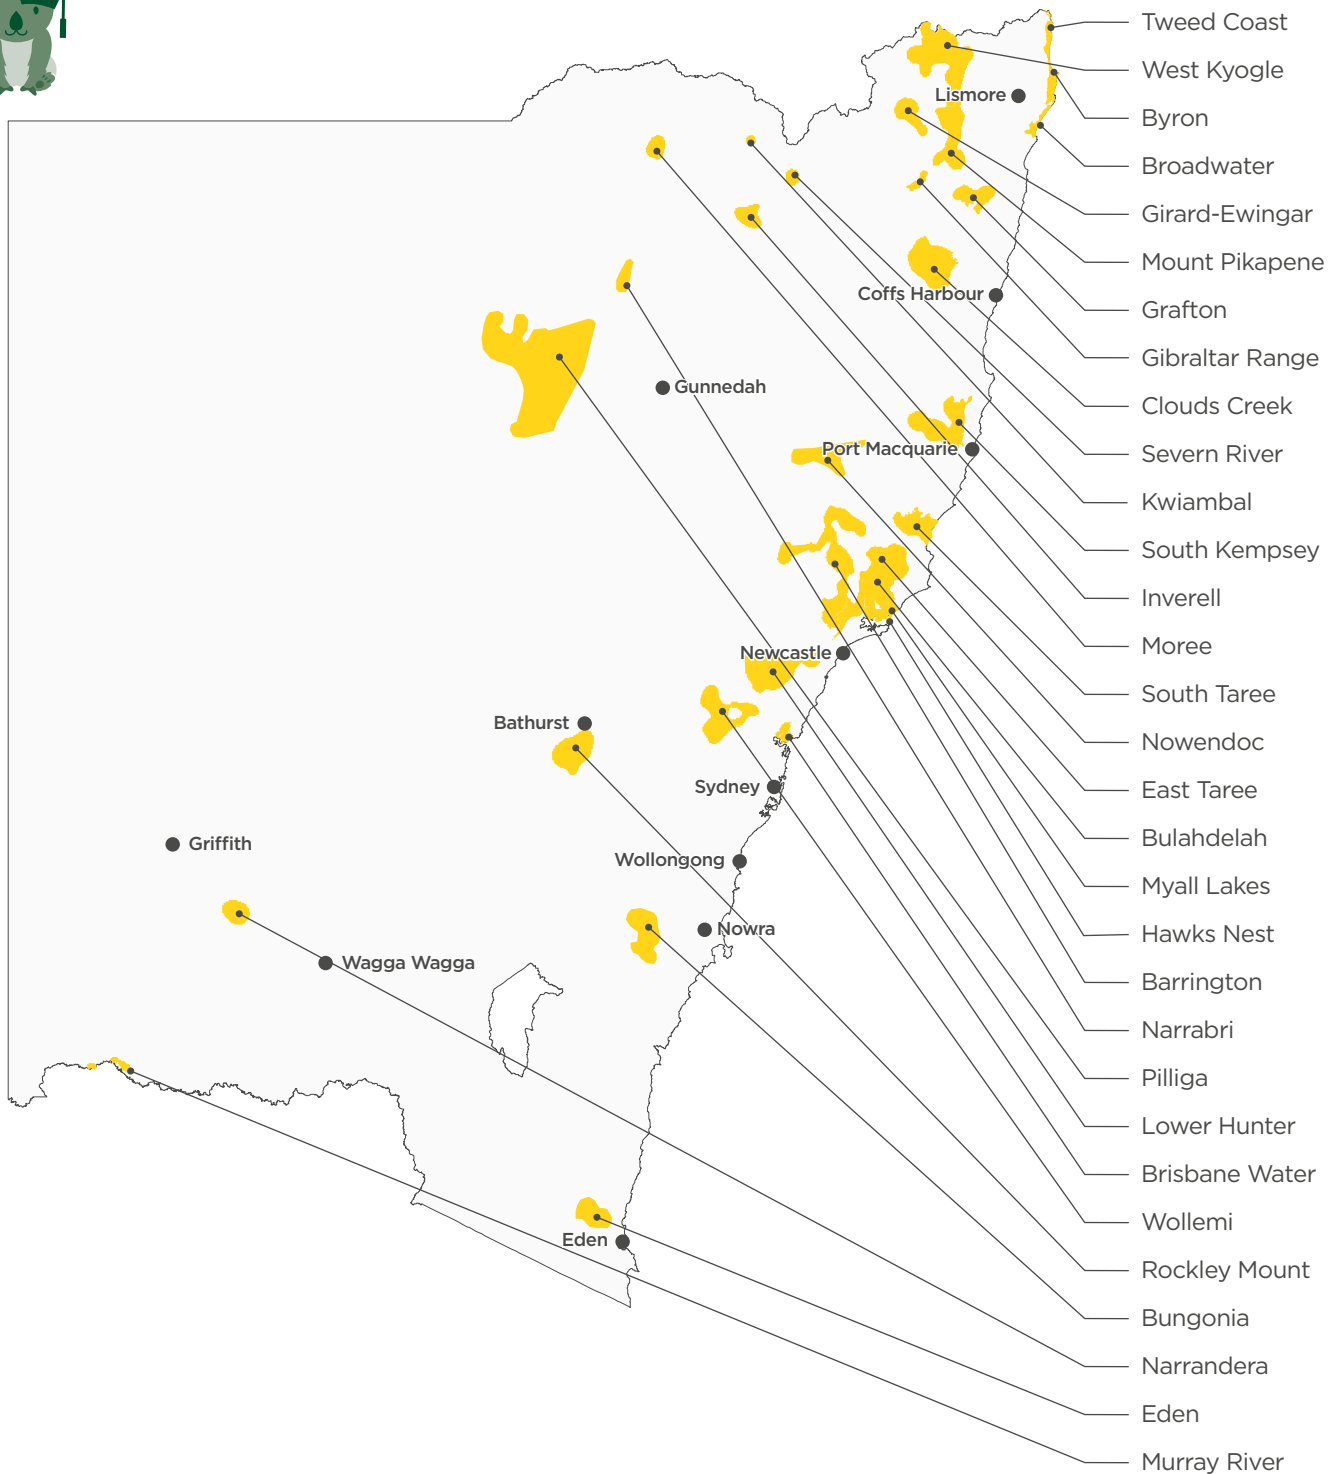 Tweed Coast
West Kyogle
Lismore
Byron
Broadwater
Girard-Ewingar
Mount Pikapene
Grafton
Coffs Harbour
Gibraltar Range
Gunnedah
Clouds Creek
Port Macquarie
Severn River
Kwiambal
South Kempsey
Inverell
Newcastle
Moree
South Taree
Bathurst
Nowendoc
Sydney
East Taree
Griffith
Bulahdelah
Wollongong
Myall Lakes
Nowra
Hawks Nest
Wagga Wagga
Barrington
Narrabri
Pilliga
Lower Hunter
Brisbane Water
Wollemi
Eden
Rockley Mount
Bungonia
Narrandera
Eden
Murray River